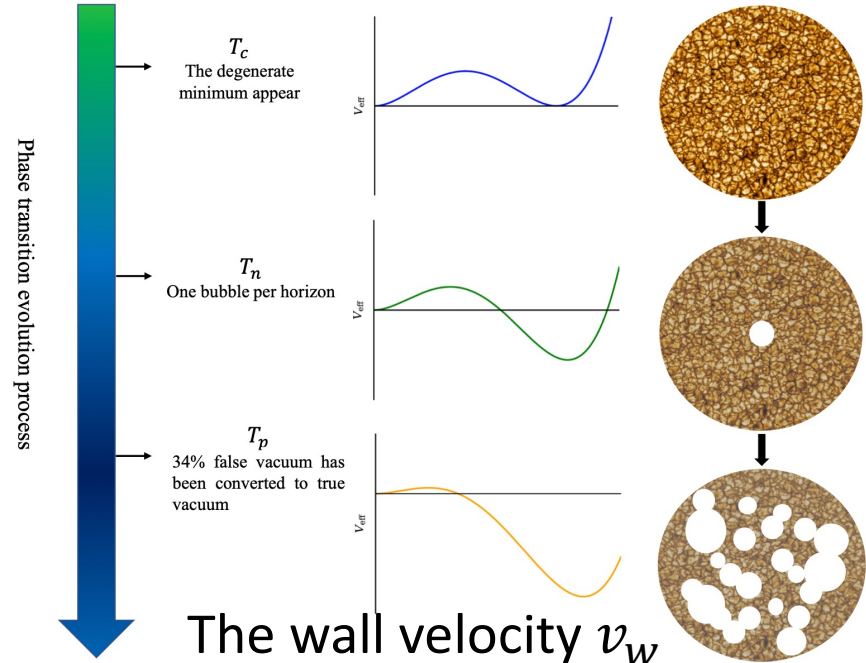 Phase transition evolution process
T_c
The degenerate
minimum appear
V_eff
T_n
One bubble per horizon
V_eff
T_p
34% false vacuum has
been converted to true
vacuum
V_eff
The wall velocity v_w